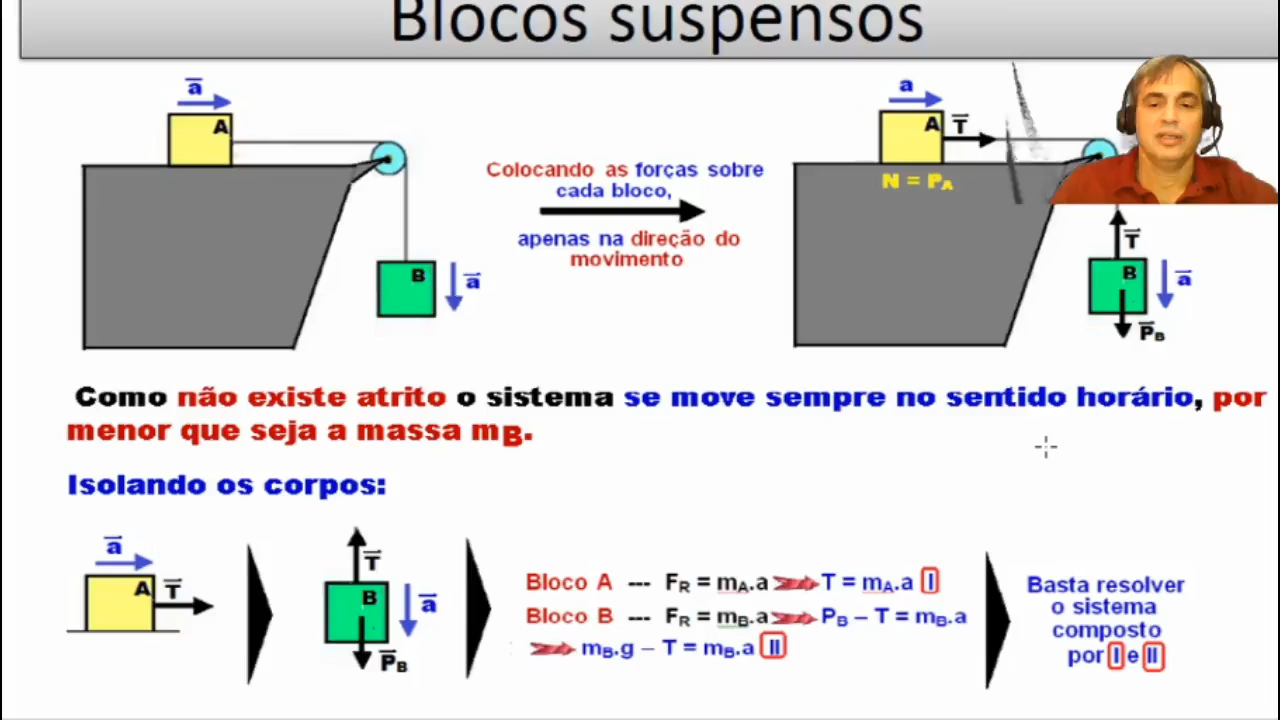 Blocos suspensos
a
A
B
a
Colocando as forças sobre
cada bloco,
apenas na direção do
movimento
a
A
T
N = PA
T
B
a
PB
Como não existe atrito o sistema se move sempre no sentido horário, por
menor que seja a massa mB.
Isolando os corpos:
a
A
T
T
B
a
PB
Bloco A --- FR = mA.a T = mA.a I
Bloco B --- FR = mB.a PB – T = mB.a
mB.g – T = mB.a II
Basta resolver
o sistema
composto
por I e II